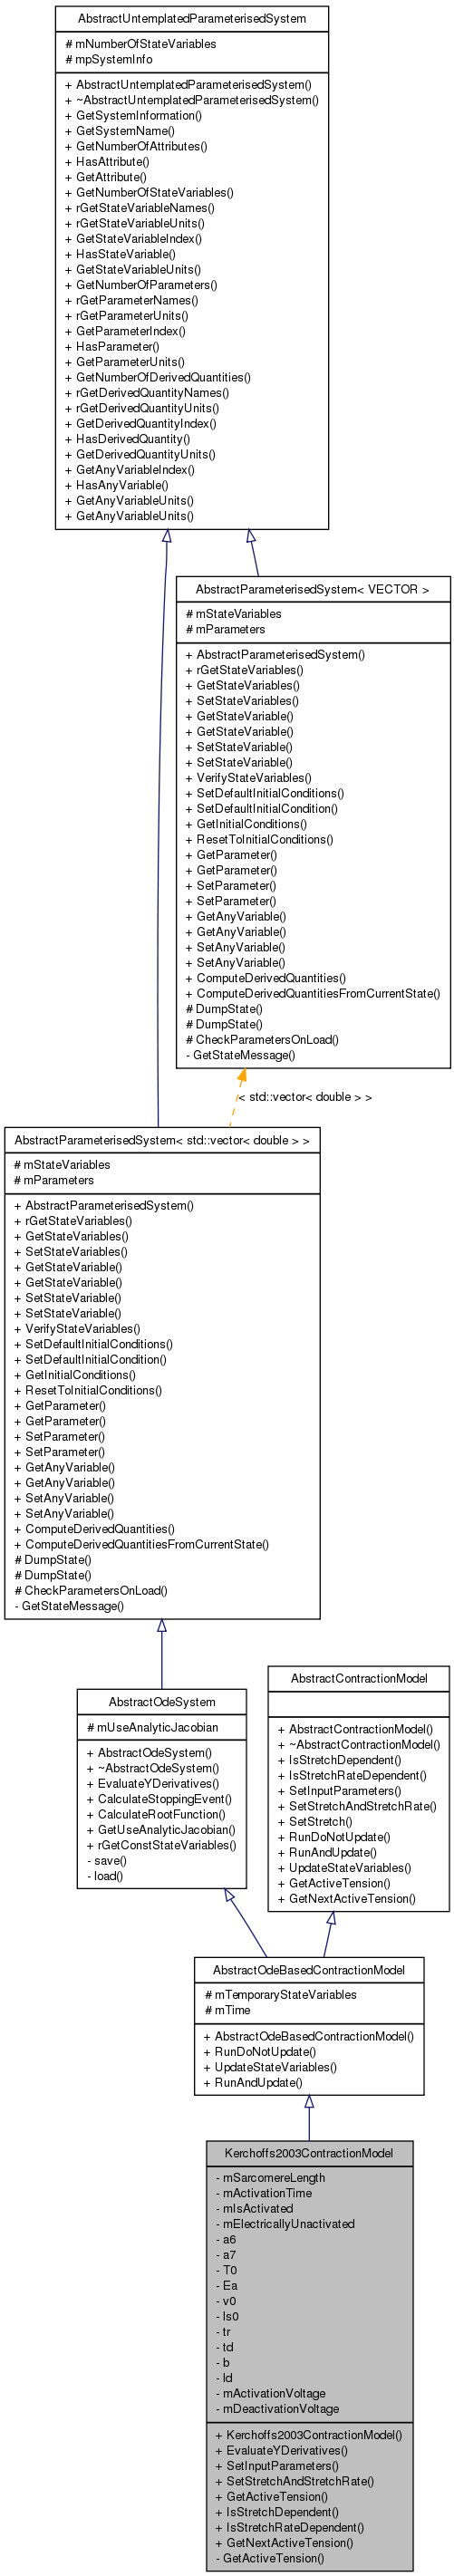 AbstractUntemplatedParameterisedSystem
# mNumberOfStateVariables
# mpSystemInfo
+ AbstractUntemplatedParameterisedSystem()
+ ~AbstractUntemplatedParameterisedSystem()
+ GetSystemInformation()
+ GetSystemName()
+ GetNumberOfAttributes()
+ HasAttribute()
+ GetAttribute()
+ GetNumberOfStateVariables()
+ rGetStateVariableNames()
+ rGetStateVariableUnits()
+ GetStateVariableIndex()
+ HasStateVariable()
+ GetStateVariableUnits()
+ GetNumberOfParameters()
+ rGetParameterNames()
+ rGetParameterUnits()
+ GetParameterIndex()
+ HasParameter()
+ GetParameterUnits()
+ GetNumberOfDerivedQuantities()
+ rGetDerivedQuantityNames()
+ rGetDerivedQuantityUnits()
+ GetDerivedQuantityIndex()
+ HasDerivedQuantity()
+ GetDerivedQuantityUnits()
+ GetAnyVariableIndex()
+ HasAnyVariable()
+ GetAnyVariableUnits()
+ GetAnyVariableUnits()
AbstractParameterisedSystem< VECTOR >
# mStateVariables
# mParameters
+ AbstractParameterisedSystem()
+ rGetStateVariables()
+ GetStateVariables()
+ SetStateVariables()
+ GetStateVariable()
+ GetStateVariable()
+ SetStateVariable()
+ SetStateVariable()
+ VerifyStateVariables()
+ SetDefaultInitialConditions()
+ SetDefaultInitialCondition()
+ GetInitialConditions()
+ ResetToInitialConditions()
+ GetParameter()
+ GetParameter()
+ SetParameter()
+ SetParameter()
+ GetAnyVariable()
+ GetAnyVariable()
+ SetAnyVariable()
+ SetAnyVariable()
+ ComputeDerivedQuantities()
+ ComputeDerivedQuantitiesFromCurrentState()
# DumpState()
# DumpState()
# CheckParametersOnLoad()
- GetStateMessage()
< std::vector< double > >
AbstractParameterisedSystem< std::vector< double > >
# mStateVariables
# mParameters
+ AbstractParameterisedSystem()
+ rGetStateVariables()
+ GetStateVariables()
+ SetStateVariables()
+ GetStateVariable()
+ GetStateVariable()
+ SetStateVariable()
+ SetStateVariable()
+ VerifyStateVariables()
+ SetDefaultInitialConditions()
+ SetDefaultInitialCondition()
+ GetInitialConditions()
+ ResetToInitialConditions()
+ GetParameter()
+ GetParameter()
+ SetParameter()
+ SetParameter()
+ GetAnyVariable()
+ GetAnyVariable()
+ SetAnyVariable()
+ SetAnyVariable()
+ ComputeDerivedQuantities()
+ ComputeDerivedQuantitiesFromCurrentState()
# DumpState()
# DumpState()
# CheckParametersOnLoad()
- GetStateMessage()
AbstractOdeSystem
# mUseAnalyticJacobian
+ AbstractOdeSystem()
+ ~AbstractOdeSystem()
+ EvaluateYDerivatives()
+ CalculateStoppingEvent()
+ CalculateRootFunction()
+ GetUseAnalyticJacobian()
+ rGetConstStateVariables()
- save()
- load()
AbstractContractionModel
+ AbstractContractionModel()
+ ~AbstractContractionModel()
+ IsStretchDependent()
+ IsStretchRateDependent()
+ SetInputParameters()
+ SetStretchAndStretchRate()
+ SetStretch()
+ RunDoNotUpdate()
+ RunAndUpdate()
+ UpdateStateVariables()
+ GetActiveTension()
+ GetNextActiveTension()
AbstractOdeBasedContractionModel
# mTemporaryStateVariables
# mTime
+ AbstractOdeBasedContractionModel()
+ RunDoNotUpdate()
+ UpdateStateVariables()
+ RunAndUpdate()
Kerchoffs2003ContractionModel
- mSarcomereLength
- mActivationTime
- mIsActivated
- mElectricallyUnactivated
- a6
- a7
- T0
- Ea
- v0
- ls0
- tr
- td
- b
- ld
- mActivationVoltage
- mDeactivationVoltage
+ Kerchoffs2003ContractionModel()
+ EvaluateYDerivatives()
+ SetInputParameters()
+ SetStretchAndStretchRate()
+ GetActiveTension()
+ IsStretchDependent()
+ IsStretchRateDependent()
+ GetNextActiveTension()
- GetActiveTension()